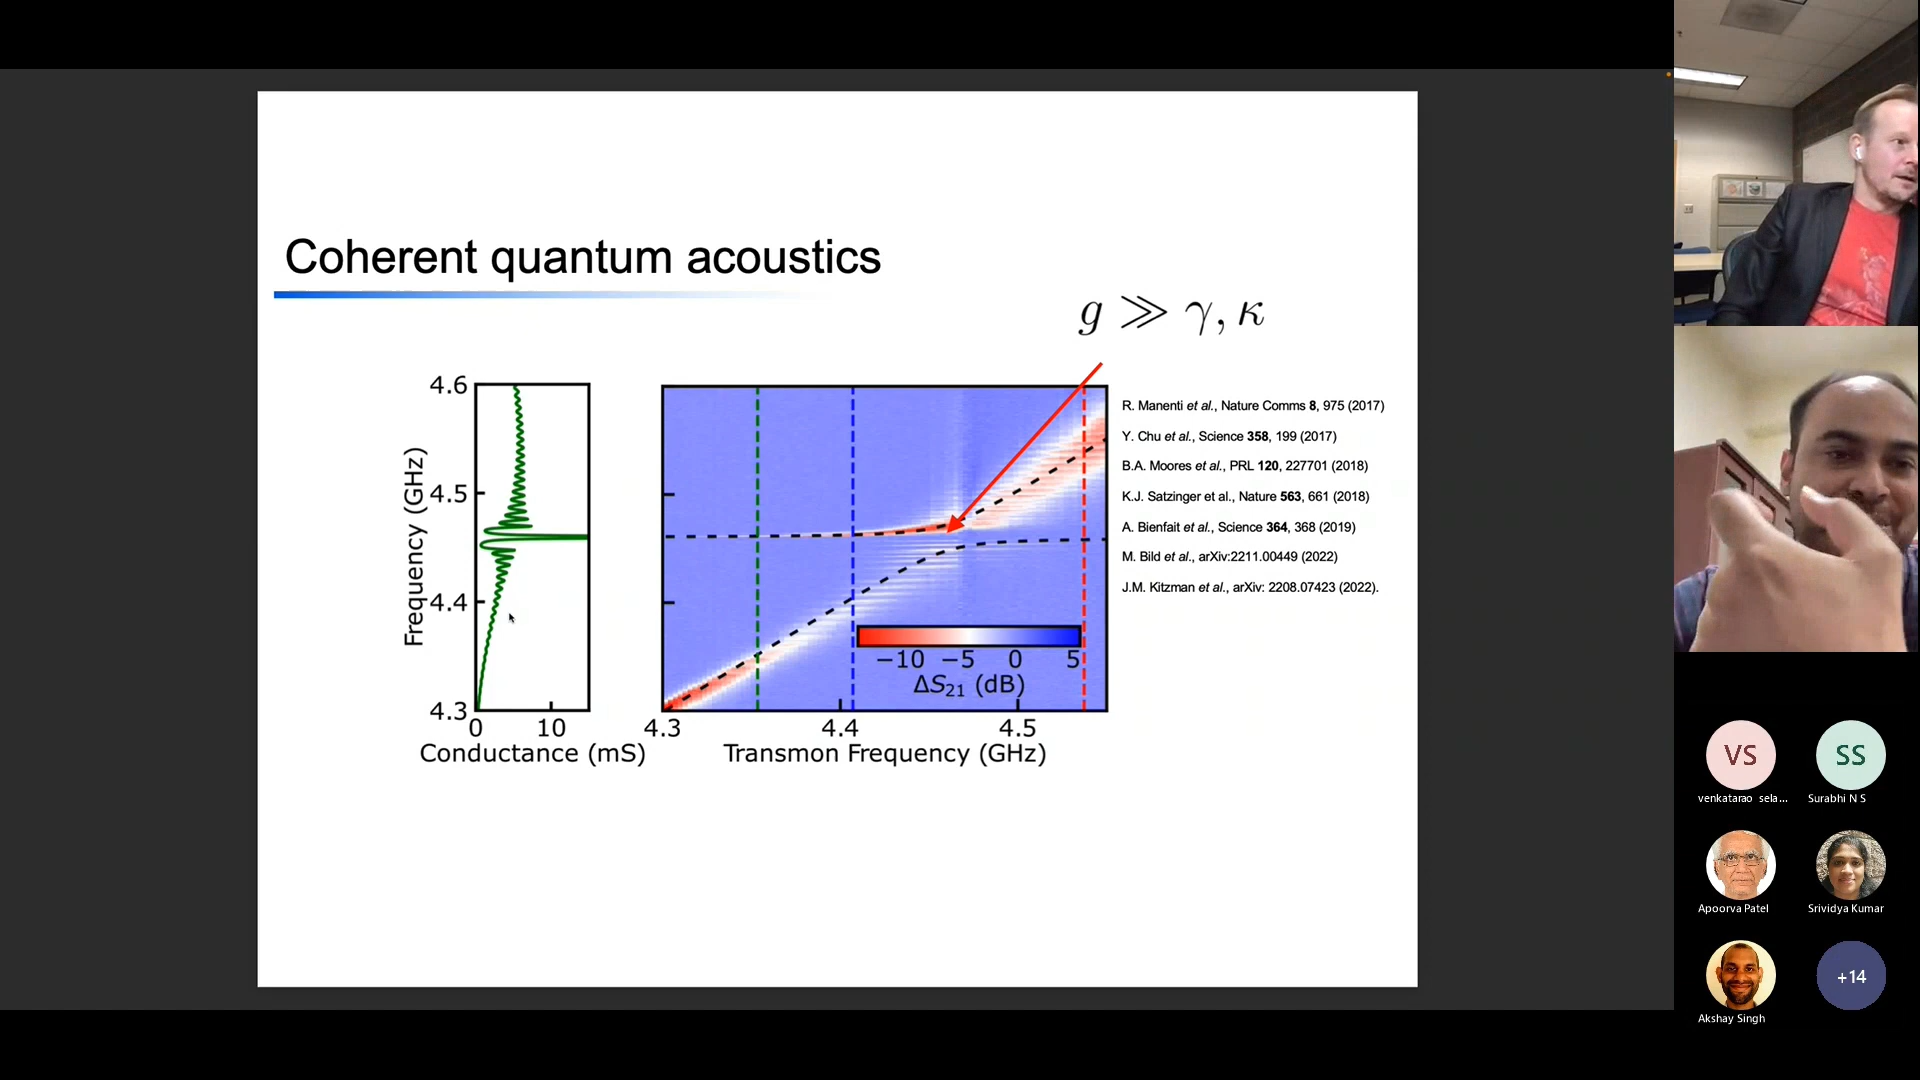 Coherent quantum acoustics
g ≫ γ, κ
4.6
4.5
4.4
4.3
Frequency (GHz)
0 10
Conductance (mS)
4.3 4.4 4.5
Transmon Frequency (GHz)
−10 −5 0 5
ΔS21 (dB)
R. Manenti et al., Nature Comms 8, 975 (2017)
Y. Chu et al., Science 358, 199 (2017)
B.A. Moores et al., PRL 120, 227701 (2018)
K.J. Satzinger et al., Nature 563, 661 (2018)
A. Bienfait et al., Science 364, 368 (2019)
M. Bild et al., arXiv:2211.00449 (2022)
J.M. Kitzman et al., arXiv: 2208.07423 (2022).
VS
venkatarao sela...
SS
Surabhi N S
Apoorva Patel
Srividya Kumar
Akshay Singh
+14